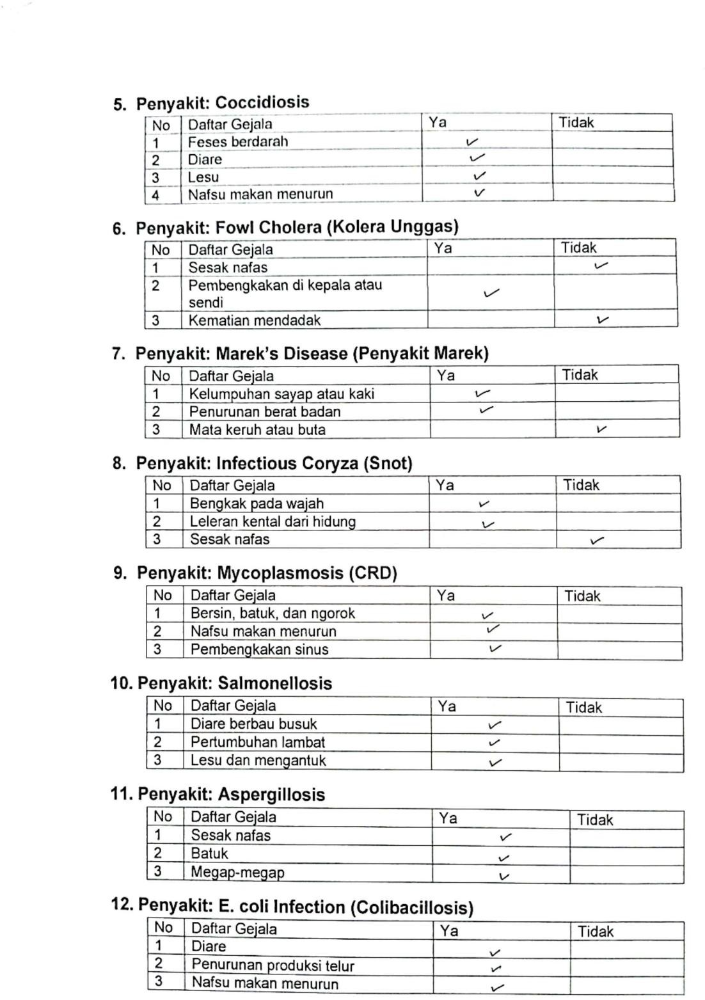 5. Penyakit: Coccidiosis
No Daftar Gejala Ya Tidak
1 Feses berdarah ✓
2 Diare ✓
3 Lesu ✓
4 Nafsu makan menurun ✓
6. Penyakit: Fowl Cholera (Kolera Unggas)
No Daftar Gejala Ya Tidak
1 Sesak nafas ✓
2 Pembengkakan di kepala atau ✓
sendi
3 Kematian mendadak ✓
7. Penyakit: Marek's Disease (Penyakit Marek)
No Daftar Gejala Ya Tidak
1 Kelumpuhan sayap atau kaki ✓
2 Penurunan berat badan ✓
3 Mata keruh atau buta ✓
8. Penyakit: Infectious Coryza (Snot)
No Daftar Gejala Ya Tidak
1 Bengkak pada wajah ✓
2 Leleran kental dari hidung ✓
3 Sesak nafas ✓
9. Penyakit: Mycoplasmosis (CRD)
No Daftar Gejala Ya Tidak
1 Bersin, batuk, dan ngorok ✓
2 Nafsu makan menurun ✓
3 Pembengkakan sinus ✓
10. Penyakit: Salmonellosis
No Daftar Gejala Ya Tidak
1 Diare berbau busuk ✓
2 Pertumbuhan lambat ✓
3 Lesu dan mengantuk ✓
11. Penyakit: Aspergillosis
No Daftar Gejala Ya Tidak
1 Sesak nafas ✓
2 Batuk ✓
3 Megap-megap ✓
12. Penyakit: E. coli Infection (Colibacillosis)
No Daftar Gejala Ya Tidak
1 Diare ✓
2 Penurunan produksi telur ✓
3 Nafsu makan menurun ✓